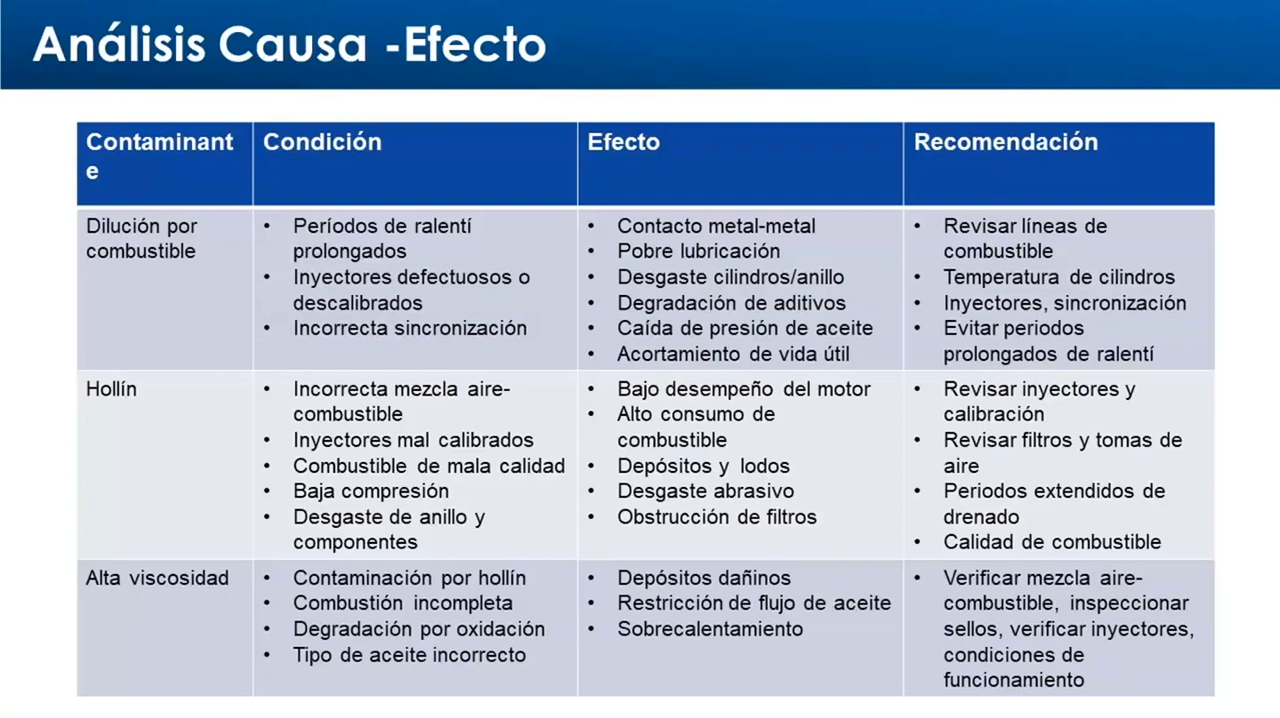 Análisis Causa -Efecto
Contaminant
e
Condición
Efecto
Recomendación
Dilución por
combustible
• Períodos de ralentí
prolongados
• Inyectores defectuosos o
descalibrados
• Incorrecta sincronización
• Contacto metal-metal
• Pobre lubricación
• Desgaste cilindros/anillo
• Degradación de aditivos
• Caída de presión de aceite
• Acortamiento de vida útil
• Revisar líneas de
combustible
• Temperatura de cilindros
• Inyectores, sincronización
• Evitar periodos
prolongados de ralentí
Hollín
• Incorrecta mezcla aire-
combustible
• Inyectores mal calibrados
• Combustible de mala calidad
• Baja compresión
• Desgaste de anillo y
componentes
• Bajo desempeño del motor
• Alto consumo de
combustible
• Depósitos y lodos
• Desgaste abrasivo
• Obstrucción de filtros
• Revisar inyectores y
calibración
• Revisar filtros y tomas de
aire
• Periodos extendidos de
drenado
• Calidad de combustible
Alta viscosidad
• Contaminación por hollín
• Combustión incompleta
• Degradación por oxidación
• Tipo de aceite incorrecto
• Depósitos dañinos
• Restricción de flujo de aceite
• Sobrecalentamiento
• Verificar mezcla aire-
combustible, inspeccionar
sellos, verificar inyectores,
condiciones de
funcionamiento